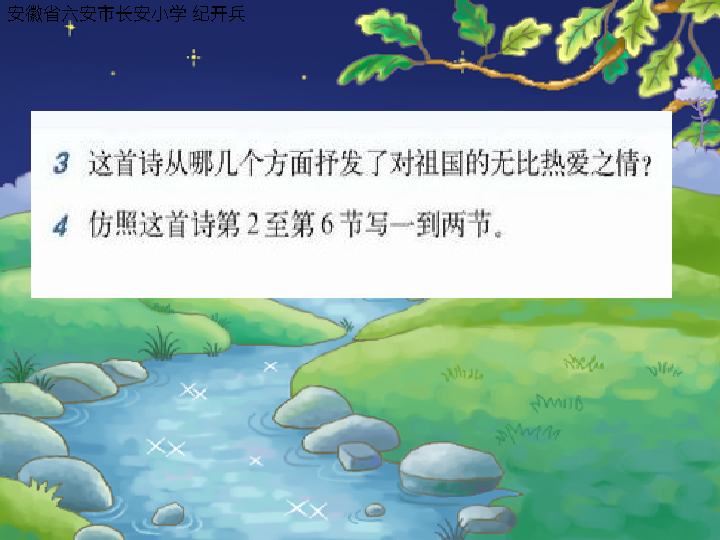 安徽省六安市长安小学 纪开兵
3 这首诗从哪几个方面抒发了对祖国的无比热爱之情?
4 仿照这首诗第2至第6节写一到两节。